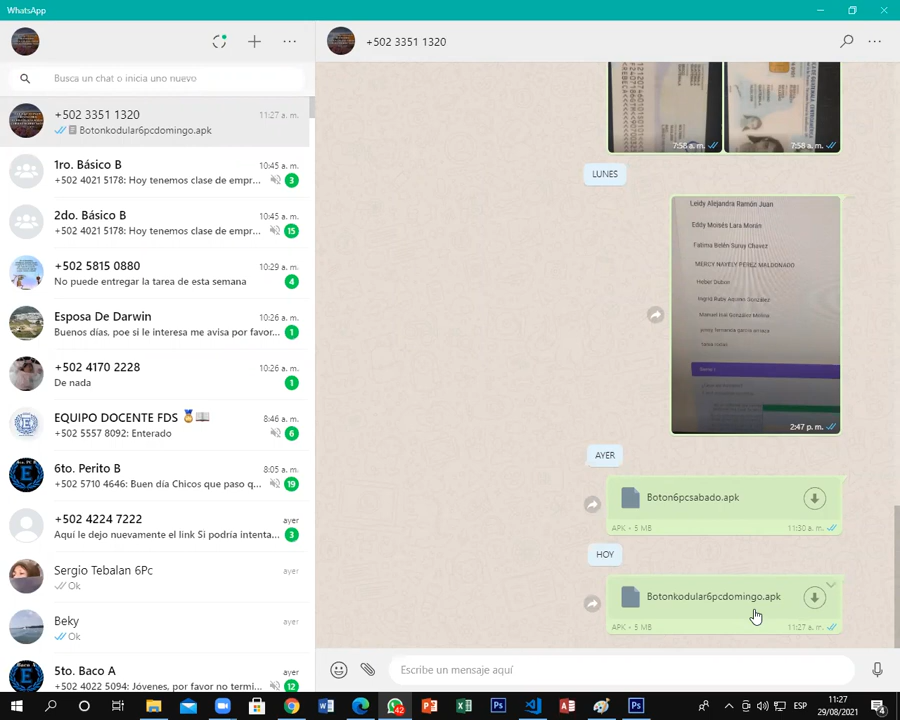 WhatsApp
+502 3351 1320
Busca un chat o inicia uno nuevo
+502 3351 1320
11:27 a. m.
Botonkodular6pcdomingo.apk
1ro. Básico B
10:45 a. m.
+502 4021 5178: Hoy tenemos clase de empr...
3
2do. Básico B
10:45 a. m.
+502 4021 5178: Hoy tenemos clase de empr...
15
+502 5815 0880
10:29 a. m.
No puede entregar la tarea de esta semana
4
Esposa De Darwin
10:26 a. m.
Buenos días, poe si le interesa me avisa por favor...
1
+502 4170 2228
10:26 a. m.
De nada
1
EQUIPO DOCENTE FDS
8:46 a. m.
+502 5557 8092: Enterado
6
6to. Perito B
8:05 a. m.
+502 5710 4646: Buen día Chicos que paso q...
19
+502 4224 7222
ayer
Aquí le dejo nuevamente el link Si podría intenta...
3
Sergio Tebalan 6Pc
ayer
Ok
Beky
ayer
Ok
5to. Baco A
ayer
+502 4022 5094: Jóvenes, por favor no termi...
12
7:58 a. m.
7:58 a. m.
LUNES
Leidy Alejandra Ramón Juan
Eddy Moisés Lara Morán
Fatima Belén Suruy Chavez
MERCY NAYELY PEREZ MALDONADO
Heber Dubon
2:47 p. m.
AYER
Boton6pcsabado.apk
APK • 5 MB
11:30 a. m.
HOY
Botonkodular6pcdomingo.apk
APK • 5 MB
11:27 a. m.
Escribe un mensaje aquí
42
ESP
11:27
29/08/2021
4